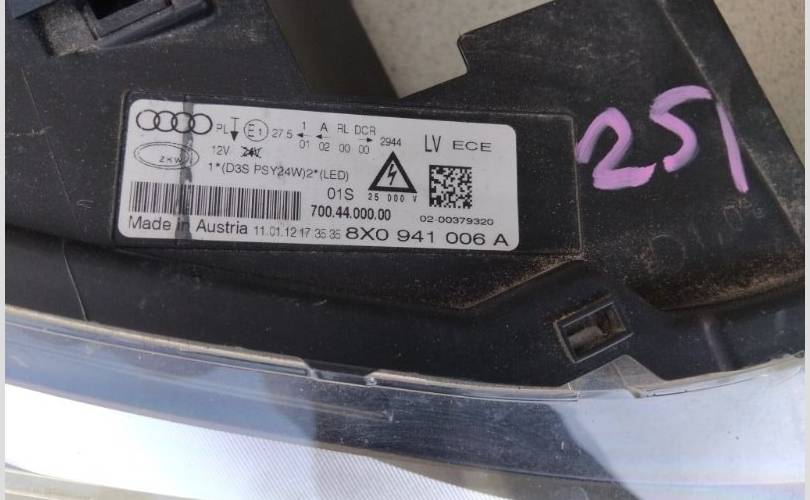 PL E1 27.5 1 A RL DCR 2944 LV ECE
01 02 00 00
12V 24V
ZKW
1*(D3S PSY24W)2*(LED)
01S
25 000 V
700.44.000.00
02-00379320
Made in Austria 11.01.12 17 35 35 8X0 941 006 A
251